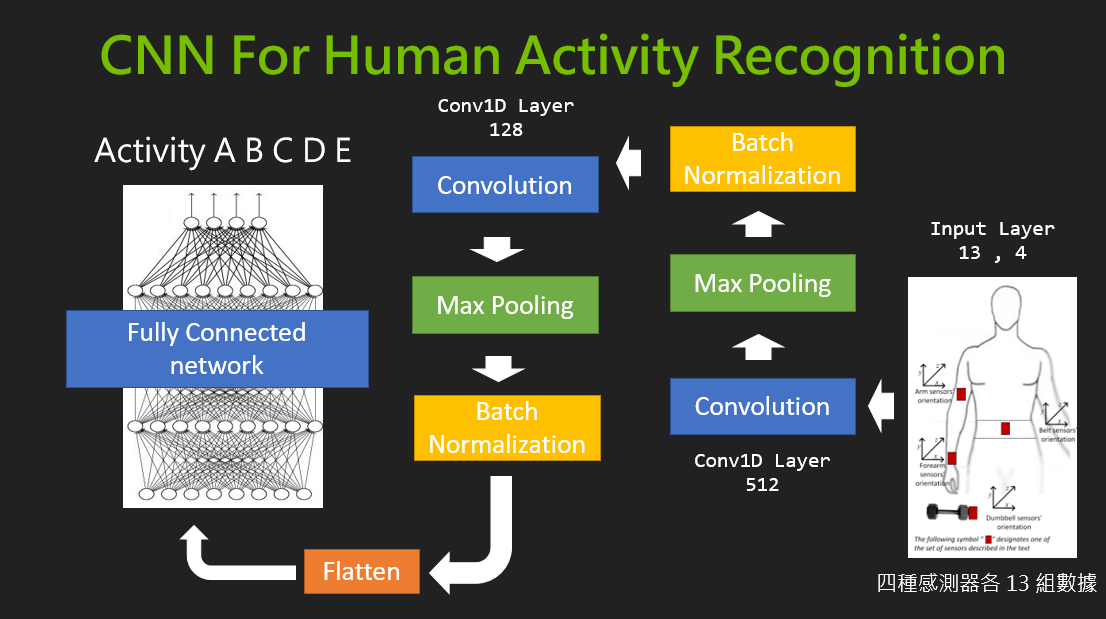 CNN For Human Activity Recognition
Activity A B C D E
Fully Connected
network
Flatten
Conv1D Layer
128
Convolution
Max Pooling
Batch
Normalization
Batch
Normalization
Max Pooling
Convolution
Conv1D Layer
512
Input Layer
13 , 4
y
z
x
Arm sensors'
orientation
y
z
x
Belt sensors'
orientation
y
z
x
Forearm
sensors'
orientation
y
z
x
Dumbbell sensors'
orientation
The following symbol " " designates one of
the set of sensors described in the text
四種感測器各 13 組數據